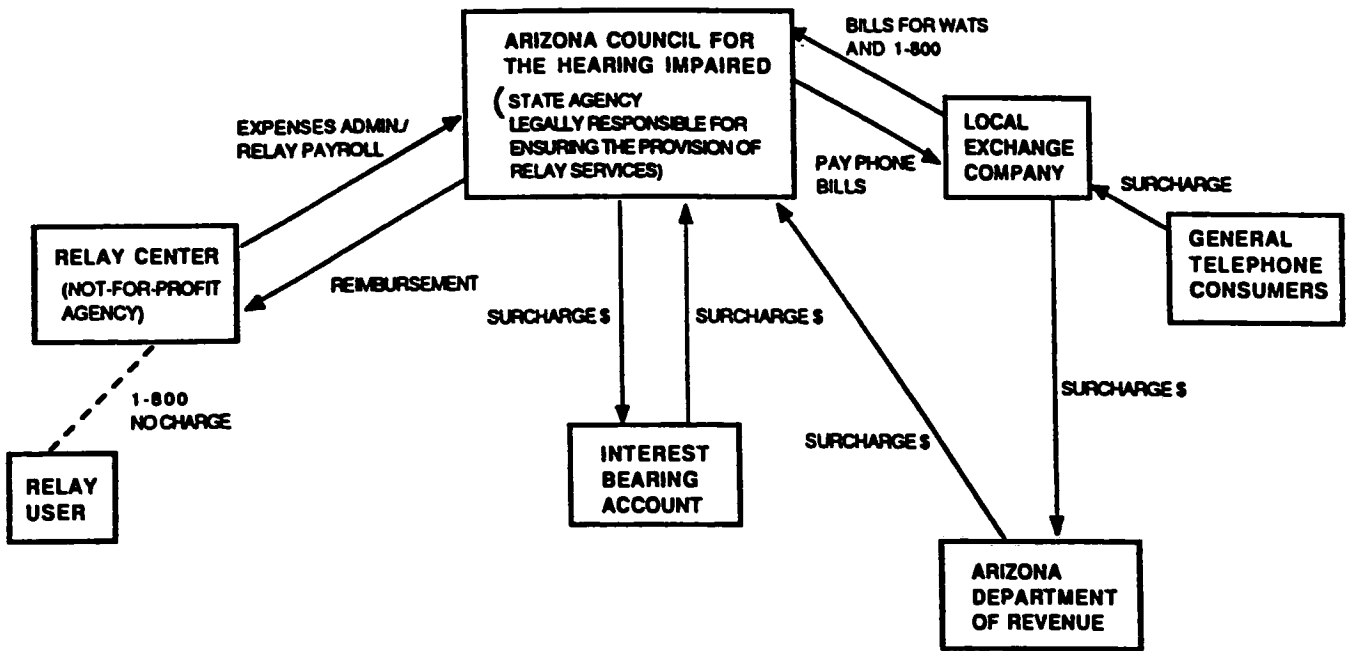 BILLS FOR WATS
AND 1-800
ARIZONA COUNCIL FOR
THE HEARING IMPAIRED
(STATE AGENCY
LEGALLY RESPONSIBLE FOR
ENSURING THE PROVISION OF
RELAY SERVICES)
EXPENSES ADMIN./
RELAY PAYROLL
LOCAL
EXCHANGE
COMPANY
PAY PHONE
BILLS
SURCHARGE
GENERAL
TELEPHONE
CONSUMERS
RELAY CENTER
(NOT-FOR-PROFIT
AGENCY)
REIMBURSEMENT
SURCHARGE $
SURCHARGE $
1-800
NO CHARGE
SURCHARGE $
SURCHARGE $
INTEREST
BEARING
ACCOUNT
RELAY
USER
ARIZONA
DEPARTMENT
OF REVENUE